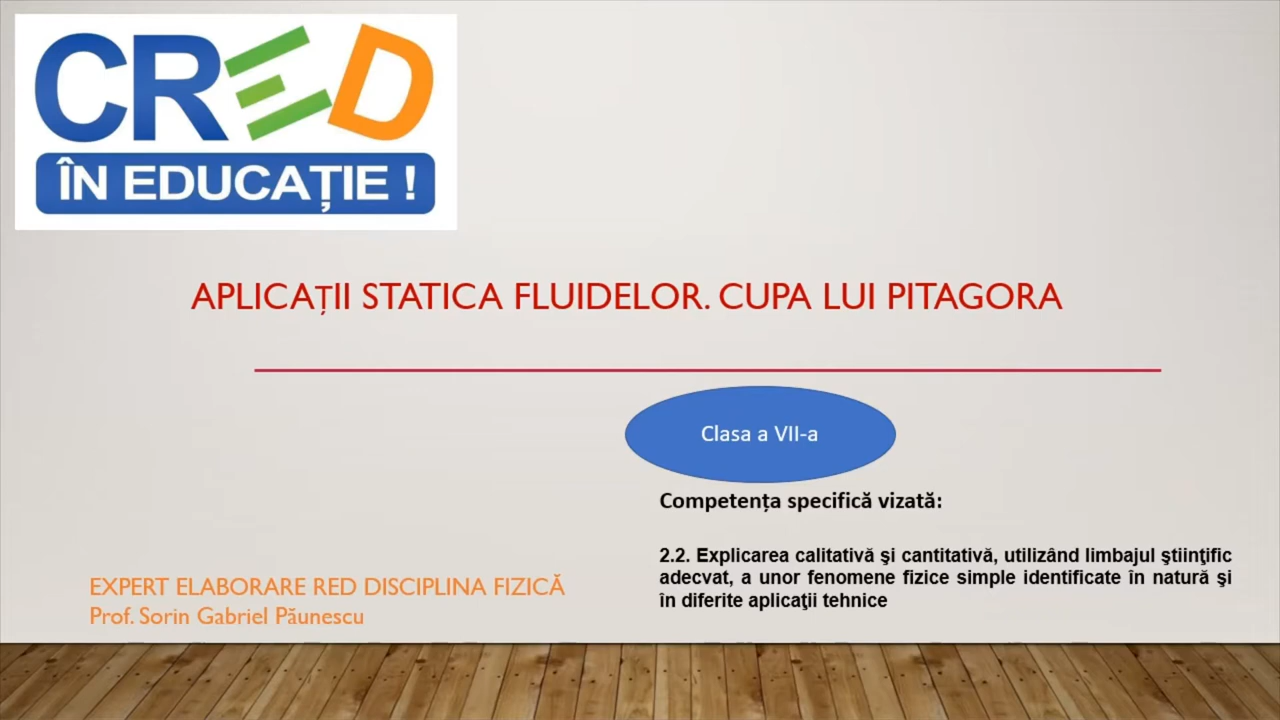 CRED
ÎN EDUCAȚIE !
APLICAȚII STATICA FLUIDELOR. CUPA LUI PITAGORA
Clasa a VII-a
Competența specifică vizată:
2.2. Explicarea calitativă şi cantitativă, utilizând limbajul ştiinţific
adecvat, a unor fenomene fizice simple identificate în natură şi
în diferite aplicaţii tehnice
EXPERT ELABORARE RED DISCIPLINA FIZICĂ
Prof. Sorin Gabriel Păunescu